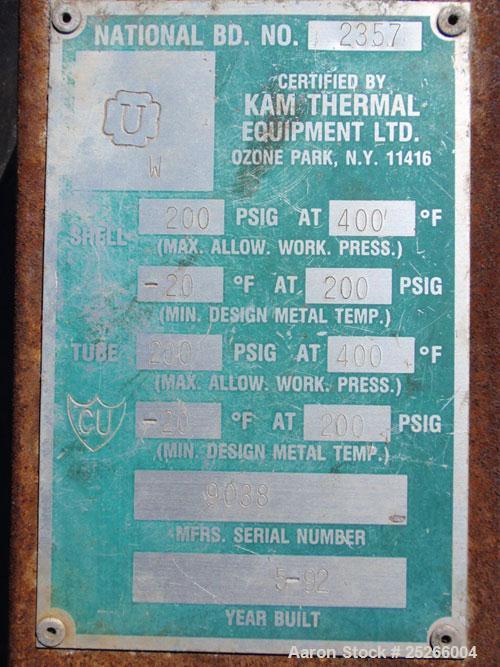 NATIONAL BD. NO. 2357
U
W
CERTIFIED BY
KAM THERMAL
EQUIPMENT LTD.
OZONE PARK, N.Y. 11416
SHELL 200 PSIG AT 400 °F
(MAX. ALLOW. WORK. PRESS.)
-20 °F AT 200 PSIG
(MIN. DESIGN METAL TEMP.)
TUBE 200 PSIG AT 400 °F
(MAX. ALLOW. WORK. PRESS.)
CU -20 °F AT 200 PSIG
(MIN. DESIGN METAL TEMP.)
9038
MFRS. SERIAL NUMBER
5-92
YEAR BUILT
Aaron Stock # 25266004